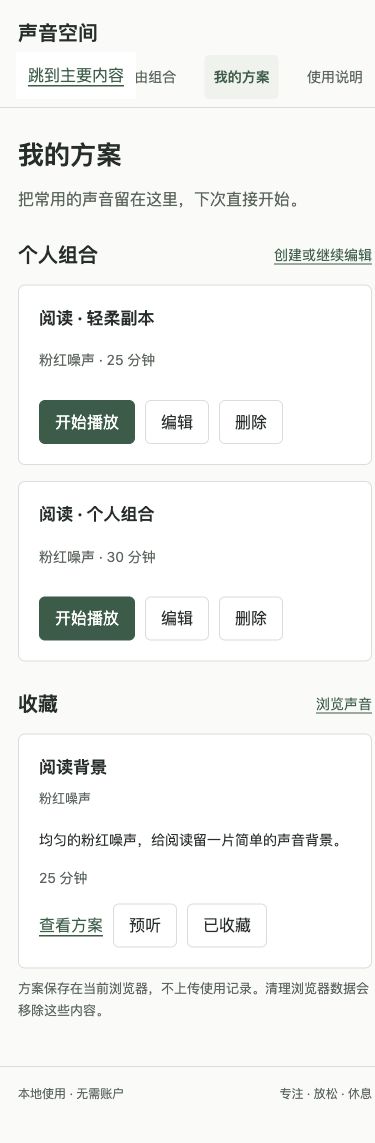 声音空间
跳到主要内容
由组合
我的方案
使用说明
我的方案
把常用的声音留在这里，下次直接开始。
个人组合
创建或继续编辑
阅读 · 轻柔副本
粉红噪声 · 25 分钟
开始播放
编辑
删除
阅读 · 个人组合
粉红噪声 · 30 分钟
开始播放
编辑
删除
收藏
浏览声音
阅读背景
粉红噪声
均匀的粉红噪声，给阅读留一片简单的声音背景。
25 分钟
查看方案
预听
已收藏
方案保存在当前浏览器，不上传使用记录。清理浏览器数据会
移除这些内容。
本地使用 · 无需账户
专注 · 放松 · 休息